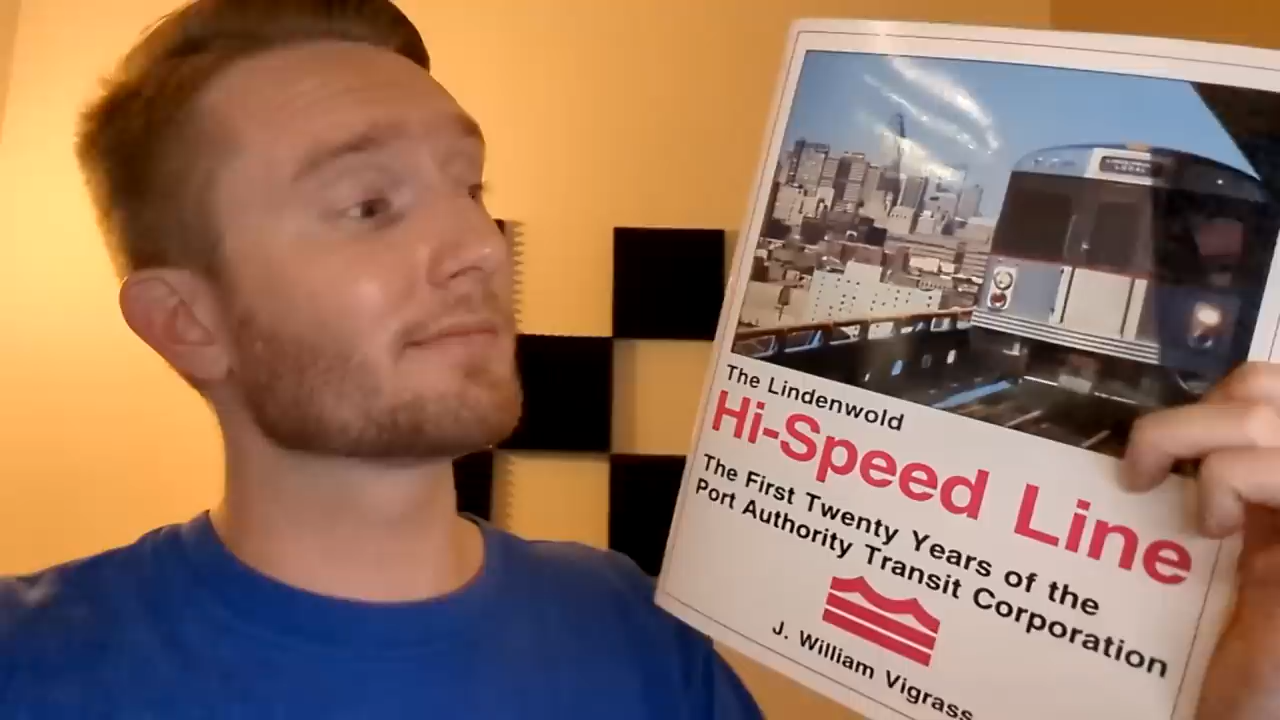 The Lindenwold
Hi-Speed Line
The First Twenty Years of the
Port Authority Transit Corporation
J. William Vigrass